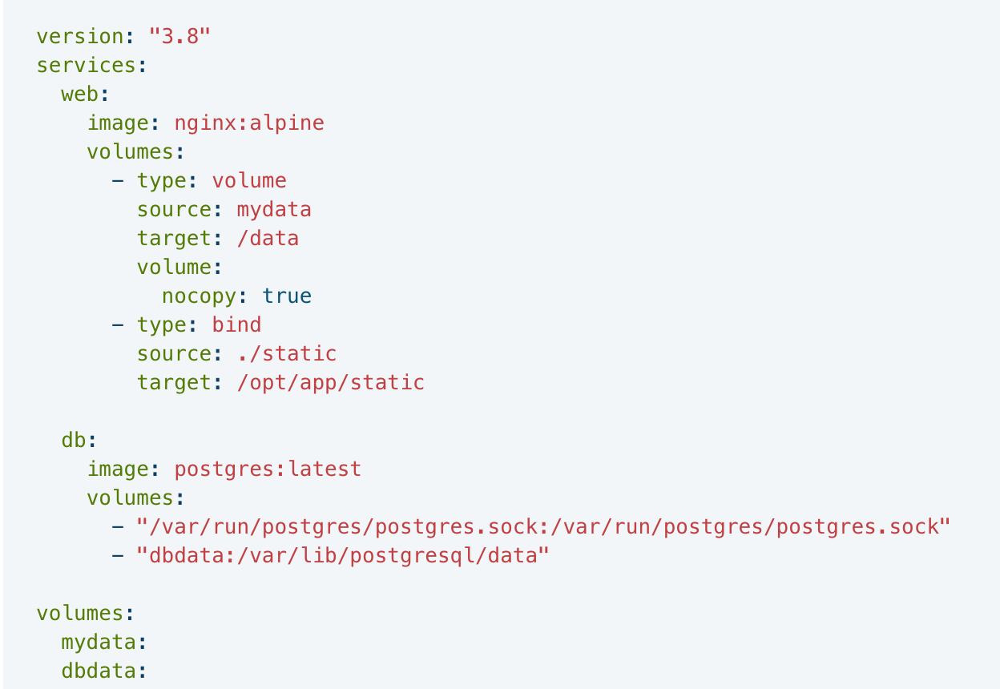 version: "3.8"
services:
  web:
    image: nginx:alpine
    volumes:
      - type: volume
        source: mydata
        target: /data
        volume:
          nocopy: true
      - type: bind
        source: ./static
        target: /opt/app/static

  db:
    image: postgres:latest
    volumes:
      - "/var/run/postgres/postgres.sock:/var/run/postgres/postgres.sock"
      - "dbdata:/var/lib/postgresql/data"

volumes:
  mydata:
  dbdata: